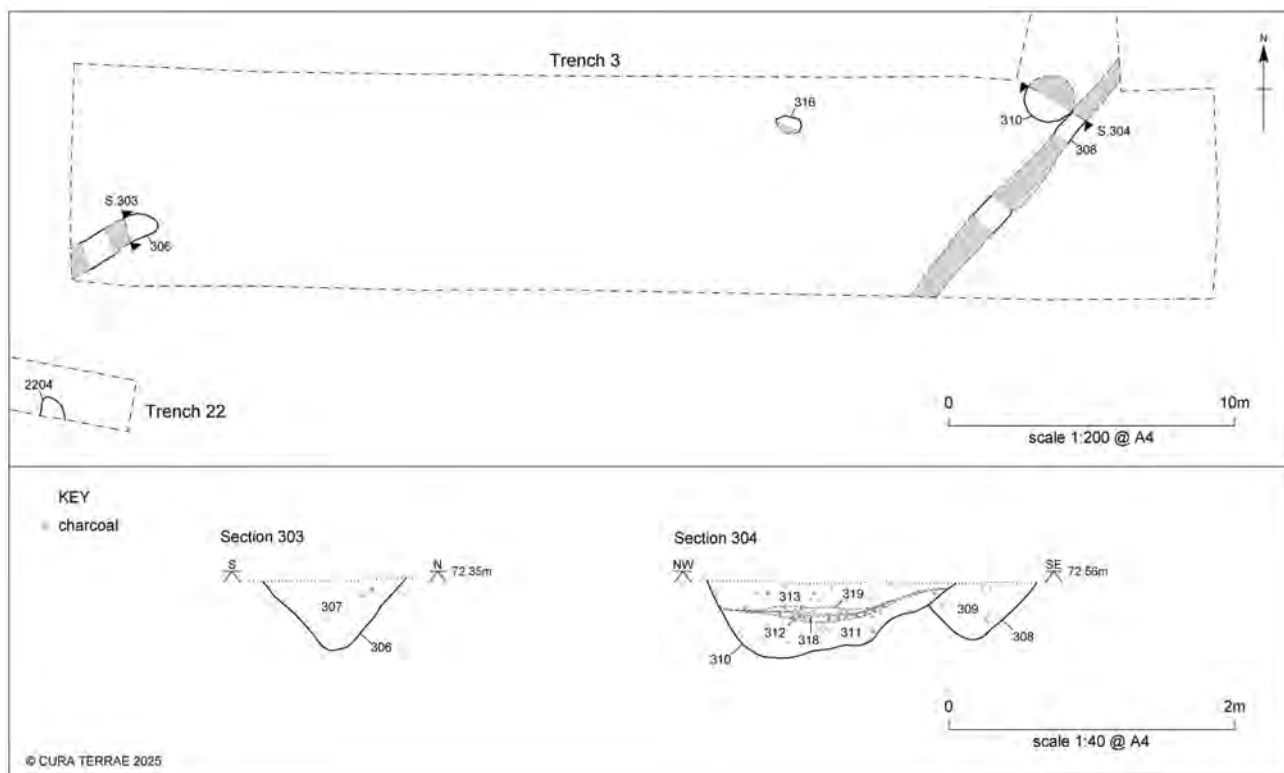 Trench 3
N
316
310
S.304
308
S.303
306
2204
Trench 22
0 10m
scale 1:200 @ A4
KEY
charcoal
Section 303
S N 72.35m
307
306
Section 304
NW SE 72.56m
313 319 309
312 318 311 308
310
0 2m
scale 1:40 @ A4
© CURA TERRAE 2025